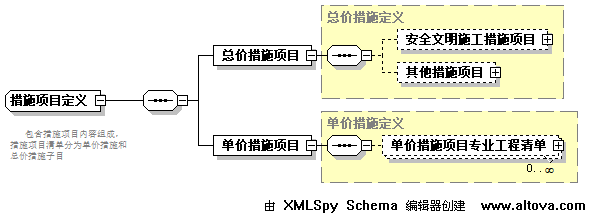 总价措施定义
安全文明施工措施项目
总价措施项目
其他措施项目
措施项目定义
包含措施项目内容组成，
措施项目清单分为单价措施和
总价措施子目
单价措施定义
单价措施项目
单价措施项目专业工程清单
0..∞
由 XMLSpy Schema 编辑器创建 www.altova.com